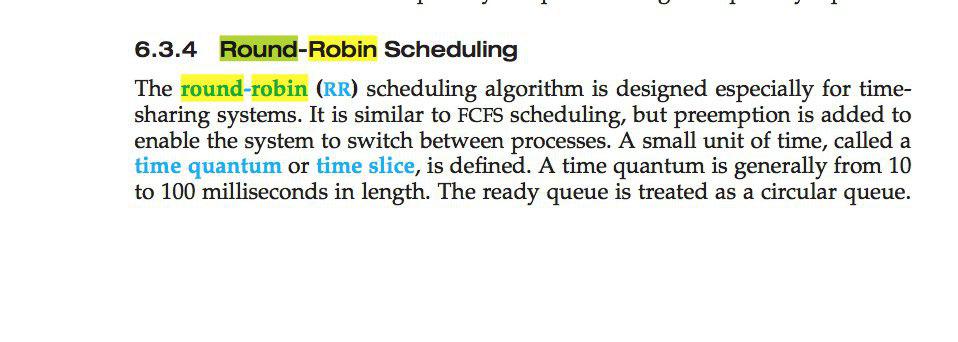 6.3.4 Round-Robin Scheduling
The round-robin (RR) scheduling algorithm is designed especially for time-
sharing systems. It is similar to FCFS scheduling, but preemption is added to
enable the system to switch between processes. A small unit of time, called a
time quantum or time slice, is defined. A time quantum is generally from 10
to 100 milliseconds in length. The ready queue is treated as a circular queue.